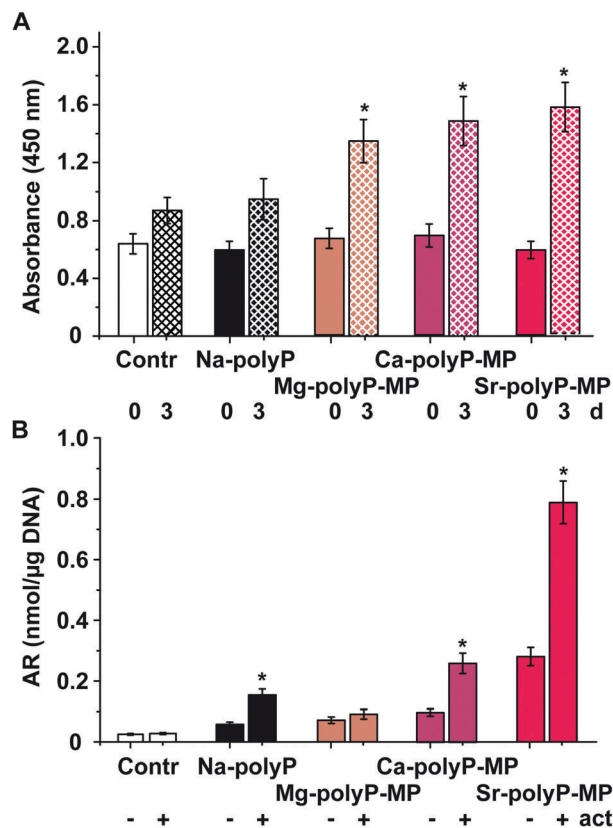 A
Absorbance (450 nm)
2.0
1.6
1.2
0.8
0.4
0
*
*
*
Contr Na-polyP Ca-polyP-MP
Mg-polyP-MP Sr-polyP-MP
0 3 0 3 0 3 0 3 0 3 d
B
AR (nmol/µg DNA)
1.0
0.8
0.6
0.4
0.2
0
*
*
*
Contr Na-polyP Ca-polyP-MP
Mg-polyP-MP Sr-polyP-MP
- + - + - + - + - + act